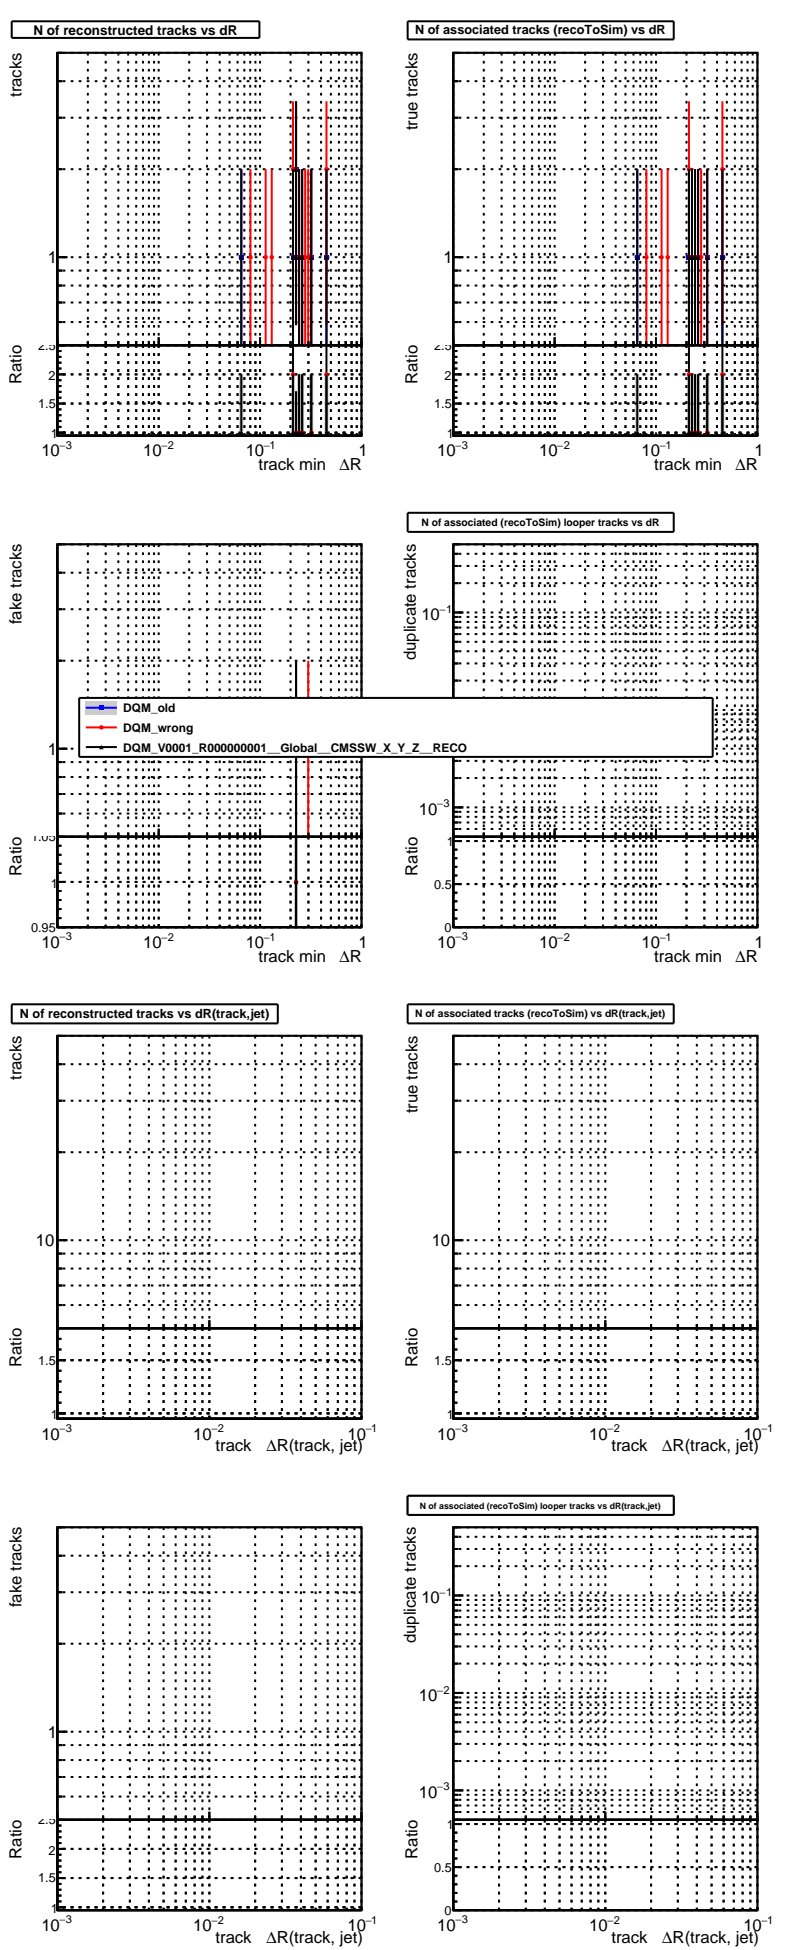 N of reconstructed tracks vs dR
N of associated tracks (recoToSim) vs dR
tracks
1
Ratio
2.5
2
1.5
1
10⁻³ 10⁻² 10⁻¹ 1
track min ΔR
true tracks
1
Ratio
2.5
2
1.5
1
10⁻³ 10⁻² 10⁻¹ 1
track min ΔR
N of associated (recoToSim) looper tracks vs dR
fake tracks
1
Ratio
1.05
1
0.95
10⁻³ 10⁻² 10⁻¹ 1
track min ΔR
duplicate tracks
10⁻¹
10⁻³
Ratio
1
0.5
0
10⁻³ 10⁻² 10⁻¹ 1
track min ΔR
DQM_old
DQM_wrong
DQM_V0001_R000000001__Global__CMSSW_X_Y_Z__RECO
N of reconstructed tracks vs dR(track,jet)
N of associated tracks (recoToSim) vs dR(track,jet)
tracks
10
Ratio
1.5
1
10⁻³ 10⁻² 10⁻¹
track ΔR(track, jet)
true tracks
10
Ratio
1.5
1
10⁻³ 10⁻² 10⁻¹
track ΔR(track, jet)
N of associated (recoToSim) looper tracks vs dR(track,jet)
fake tracks
1
Ratio
2.5
2
1.5
1
10⁻³ 10⁻² 10⁻¹
track ΔR(track, jet)
duplicate tracks
10⁻¹
10⁻²
10⁻³
Ratio
1
0.5
0
10⁻³ 10⁻² 10⁻¹
track ΔR(track, jet)